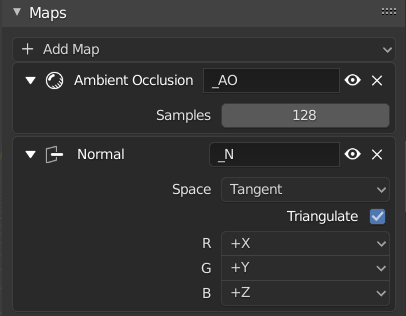 Maps
Add Map
Ambient Occlusion _AO
Samples 128
Normal _N
Space Tangent
Triangulate
R +X
G +Y
B +Z